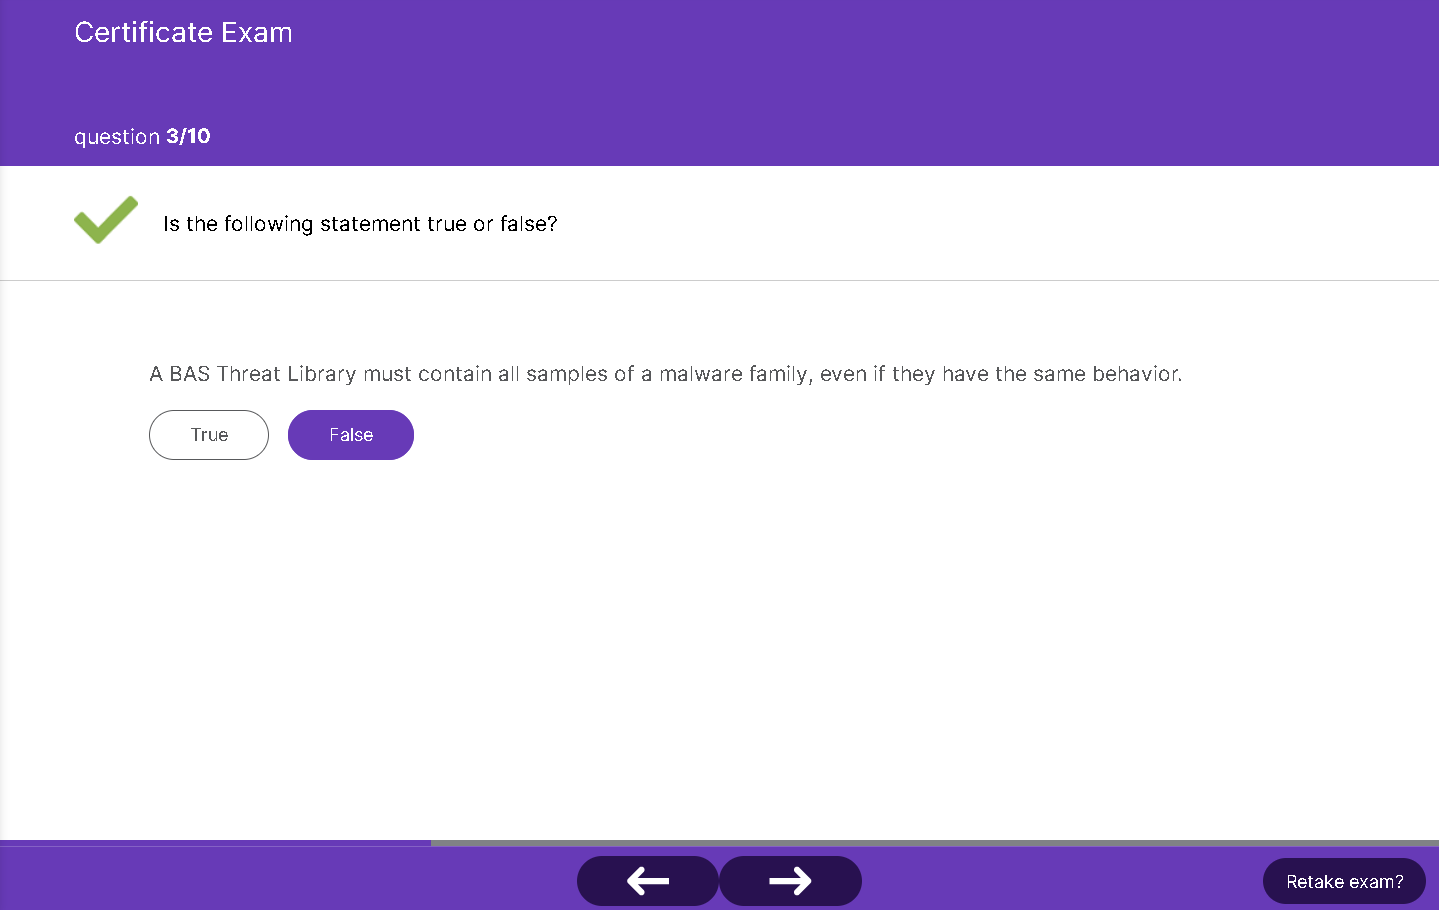 Certificate Exam
question 3/10
Is the following statement true or false?
A BAS Threat Library must contain all samples of a malware family, even if they have the same behavior.
True False
Retake exam?